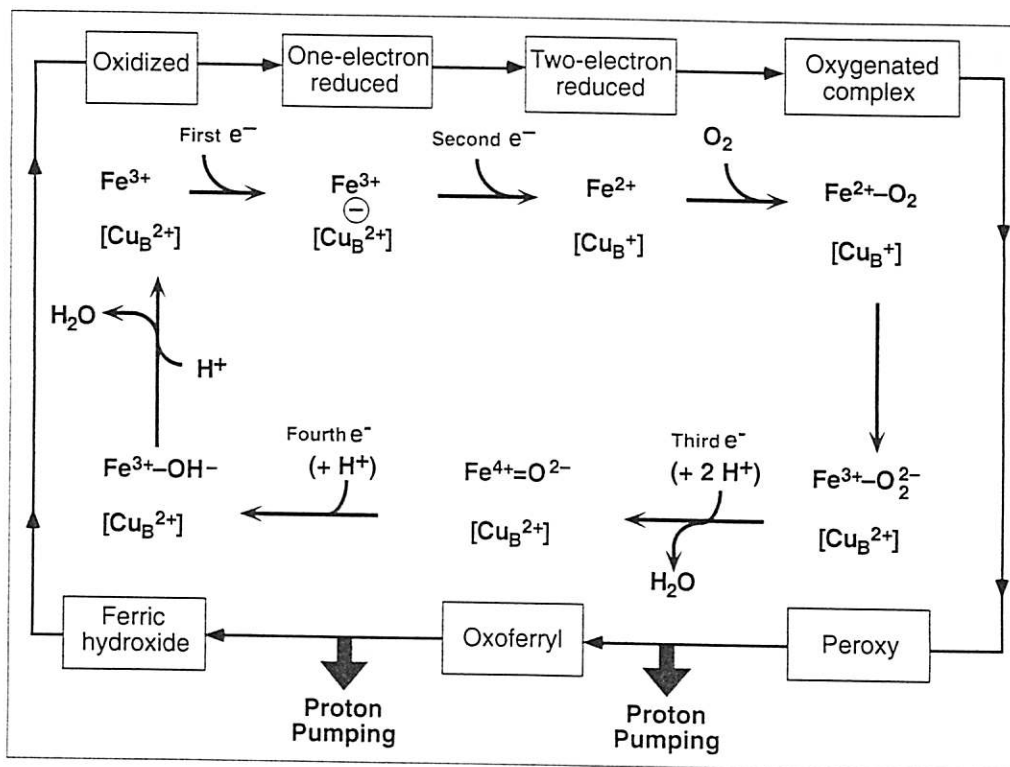 Oxidized
One-electron
reduced
Two-electron
reduced
Oxygenated
complex
First e⁻
Second e⁻
O₂
Fe³⁺
[Cu_B²⁺]
Fe³⁺
⊖
[Cu_B²⁺]
Fe²⁺
[Cu_B⁺]
Fe²⁺–O₂
[Cu_B⁺]
H₂O
H⁺
Fe³⁺–OH⁻
[Cu_B²⁺]
Fourth e⁻
(+ H⁺)
Fe⁴⁺=O²⁻
[Cu_B²⁺]
Third e⁻
(+ 2 H⁺)
H₂O
Fe³⁺–O₂²⁻
[Cu_B²⁺]
Ferric
hydroxide
Oxoferryl
Peroxy
Proton
Pumping
Proton
Pumping